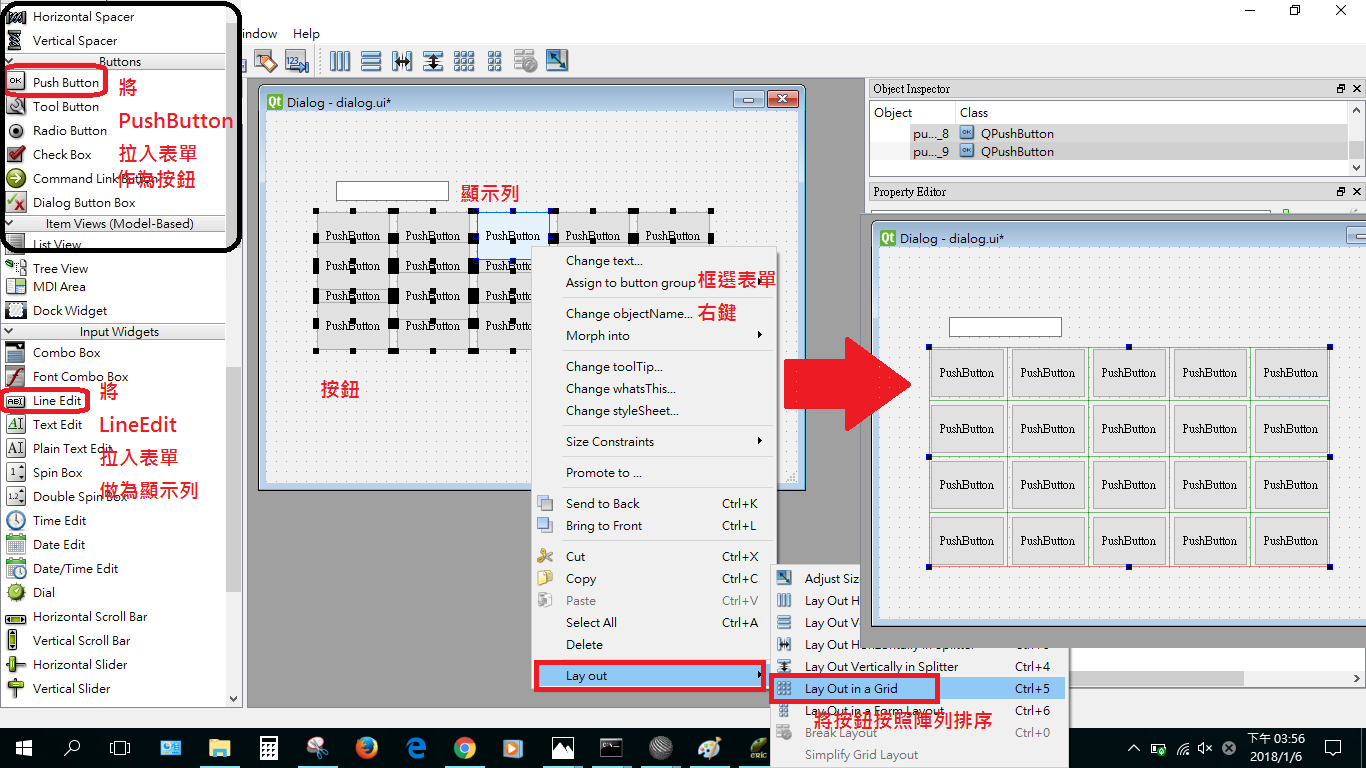 Horizontal Spacer
Vertical Spacer
Buttons
Push Button
Tool Button
Radio Button
Check Box
Command Link Button
Dialog Button Box
Item Views (Model-Based)
List View
Tree View
MDI Area
Dock Widget
Input Widgets
Combo Box
Font Combo Box
Line Edit
Text Edit
Plain Text Edit
Spin Box
Double Spin Box
Time Edit
Date Edit
Date/Time Edit
Dial
Horizontal Scroll Bar
Vertical Scroll Bar
Horizontal Slider
Vertical Slider
將
PushButton
拉入表單
作為按鈕
將
LineEdit
拉入表單
做為顯示列
indow Help
Qt Dialog - dialog.ui*
顯示列
PushButton PushButton PushButton PushButton PushButton
PushButton PushButton PushButton
PushButton PushButton PushButton
PushButton PushButton PushButton
按鈕
Change text...
Assign to button group
框選表單
Change objectName...
右鍵
Morph into
Change toolTip...
Change whatsThis...
Change styleSheet...
Size Constraints
Promote to ...
Send to Back Ctrl+K
Bring to Front Ctrl+L
Cut Ctrl+X
Copy Ctrl+C
Paste Ctrl+V
Select All Ctrl+A
Delete
Lay out
Adjust Siz
Lay Out H
Lay Out V
Lay Out Horizontally in Splitter
Lay Out Vertically in Splitter Ctrl+4
Lay Out in a Grid Ctrl+5
Lay Out in a Form Layout Ctrl+6
將按鈕按照陣列排序
Break Layout Ctrl+0
Simplify Grid Layout
Object Inspector
Object Class
pu..._8 QPushButton
pu..._9 QPushButton
Property Editor
Qt Dialog - dialog.ui*
PushButton PushButton PushButton PushButton PushButton
PushButton PushButton PushButton PushButton PushButton
PushButton PushButton PushButton PushButton PushButton
PushButton PushButton PushButton PushButton PushButton
下午 03:56
2018/1/6